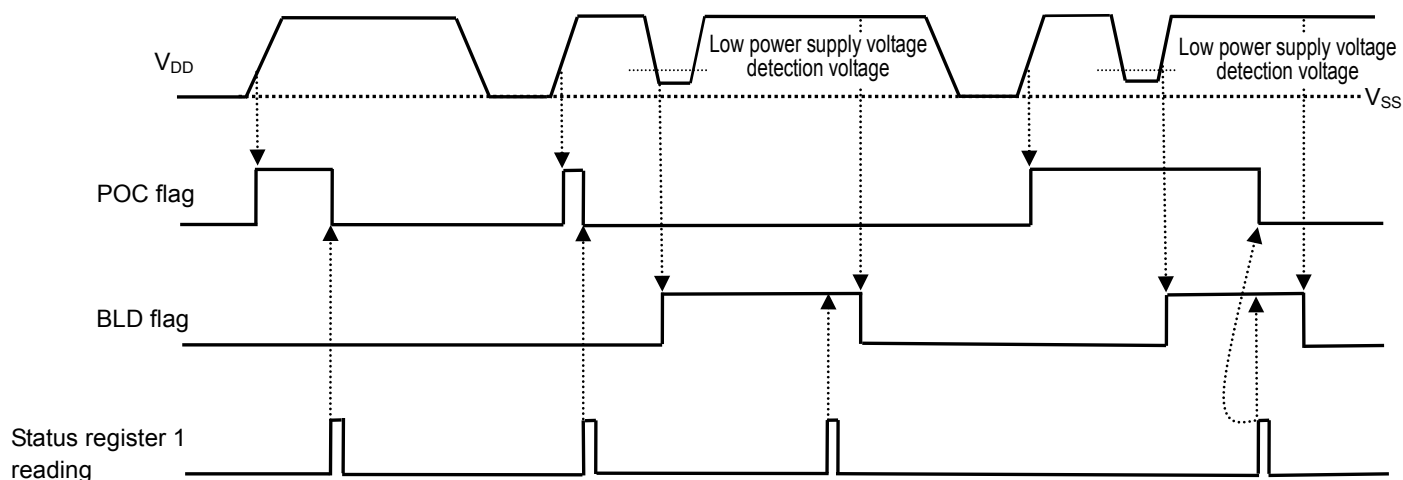 Low power supply voltage
detection voltage
Low power supply voltage
detection voltage
VDD
VSS
POC flag
BLD flag
Status register 1
reading